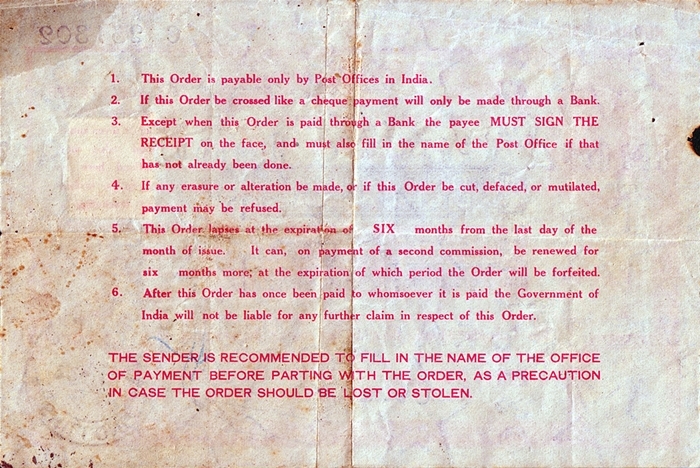 1. This Order is payable only by Post Offices in India.
2. If this Order be crossed like a cheque payment will only be made through a Bank.
3. Except when this Order is paid through a Bank the payee MUST SIGN THE
RECEIPT on the face, and must also fill in the name of the Post Office if that
has not already been done.
4. If any erasure or alteration be made, or if this Order be cut, defaced, or mutilated,
payment may be refused.
5. This Order lapses at the expiration of SIX months from the last day of the
month of issue. It can, on payment of a second commission, be renewed for
six months more; at the expiration of which period the Order will be forfeited.
6. After this Order has once been paid to whomsoever it is paid the Government of
India will not be liable for any further claim in respect of this Order.
THE SENDER IS RECOMMENDED TO FILL IN THE NAME OF THE OFFICE
OF PAYMENT BEFORE PARTING WITH THE ORDER, AS A PRECAUTION
IN CASE THE ORDER SHOULD BE LOST OR STOLEN.